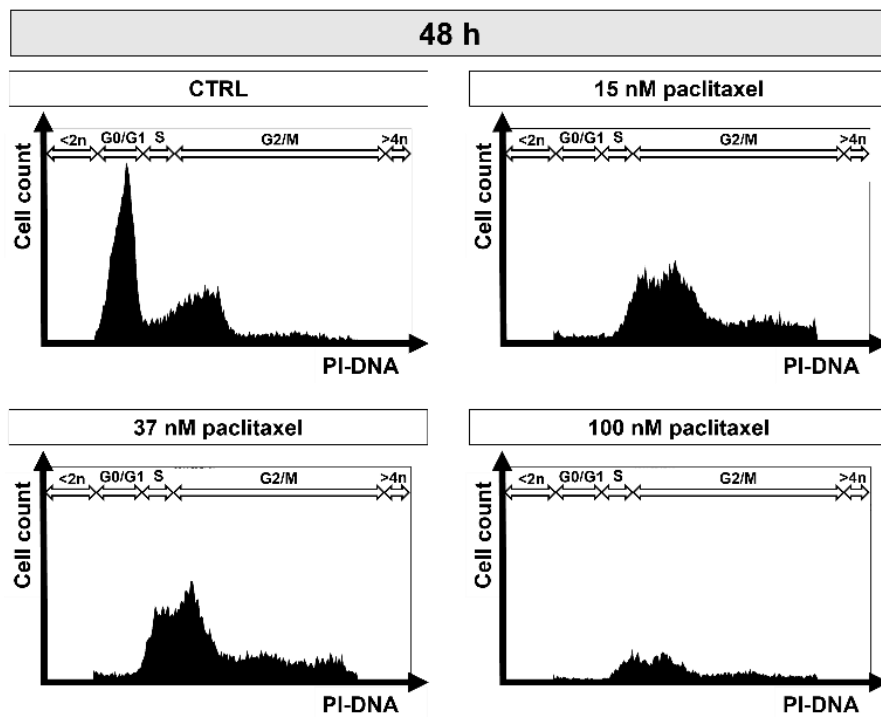 48 h
CTRL
15 nM paclitaxel
<2n G0/G1 S G2/M >4n
Cell count
PI-DNA
<2n G0/G1 S G2/M >4n
Cell count
PI-DNA
37 nM paclitaxel
100 nM paclitaxel
<2n G0/G1 S G2/M >4n
Cell count
PI-DNA
<2n G0/G1 S G2/M >4n
Cell count
PI-DNA